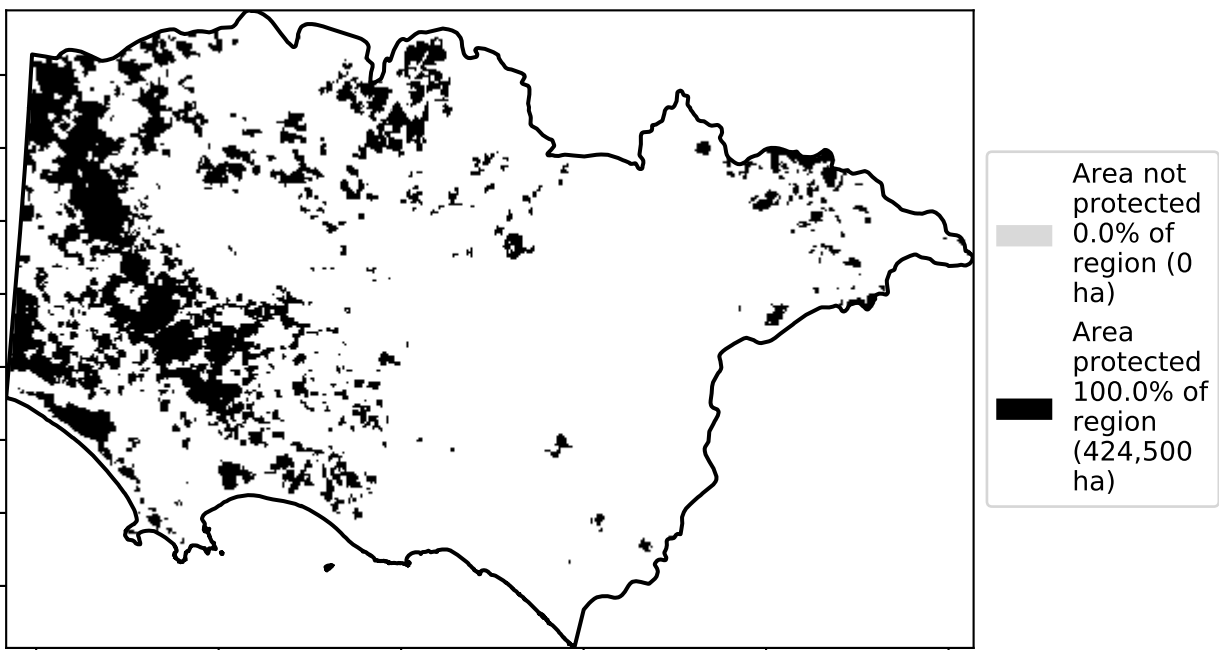 Area not
protected
0.0% of
region (0
ha)
Area
protected
100.0% of
region
(424,500
ha)